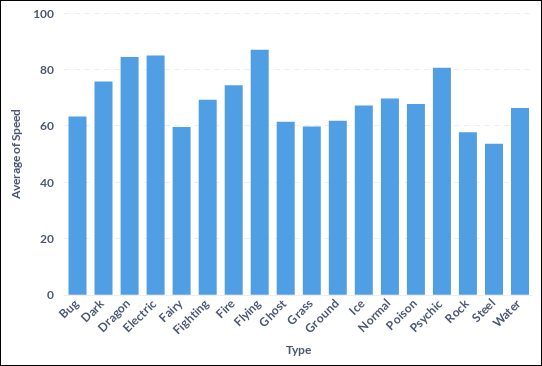 100
80
60
40
20
0
Average of Speed
Bug
Dark
Dragon
Electric
Fairy
Fighting
Fire
Flying
Ghost
Grass
Ground
Ice
Normal
Poison
Psychic
Rock
Steel
Water
Type